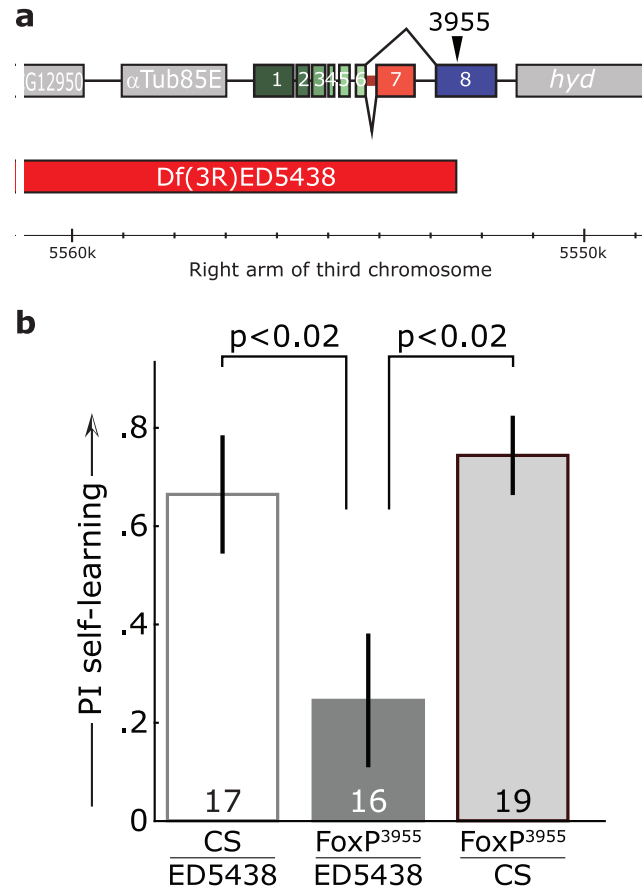 a
3955
CG12950 αTub85E 1 2 3 4 5 6 7 8 hyd
Df(3R)ED5438
5560k 5550k
Right arm of third chromosome
b
p<0.02 p<0.02
PI self-learning
.8
.6
.4
.2
0
17 16 19
CS FoxP³⁹⁵⁵ FoxP³⁹⁵⁵
ED5438 ED5438 CS